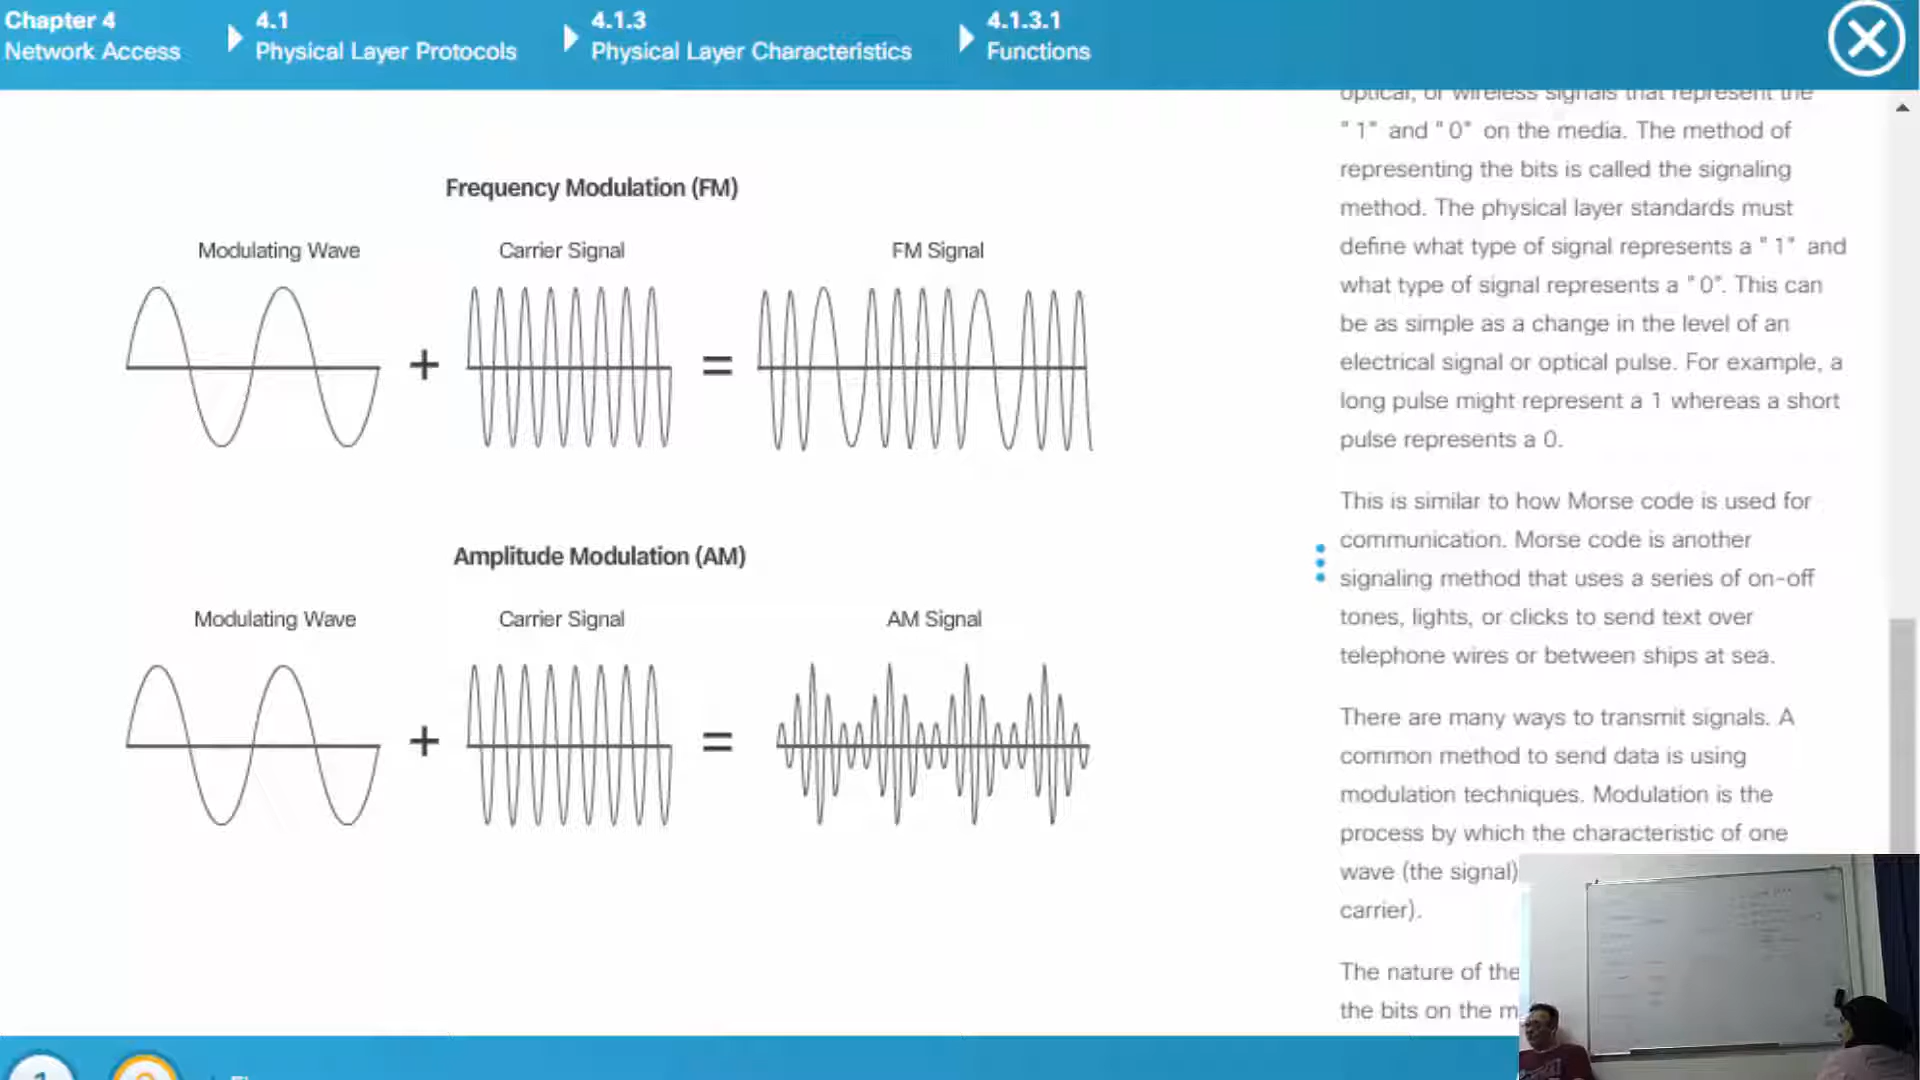 Chapter 4
Network Access
4.1
Physical Layer Protocols
4.1.3
Physical Layer Characteristics
4.1.3.1
Functions
Frequency Modulation (FM)
Modulating Wave
Carrier Signal
FM Signal
+
=
Amplitude Modulation (AM)
Modulating Wave
Carrier Signal
AM Signal
+
=
optical, or wireless signals that represent the
"1" and "0" on the media. The method of
representing the bits is called the signaling
method. The physical layer standards must
define what type of signal represents a "1" and
what type of signal represents a "0". This can
be as simple as a change in the level of an
electrical signal or optical pulse. For example, a
long pulse might represent a 1 whereas a short
pulse represents a 0.
This is similar to how Morse code is used for
communication. Morse code is another
signaling method that uses a series of on-off
tones, lights, or clicks to send text over
telephone wires or between ships at sea.
There are many ways to transmit signals. A
common method to send data is using
modulation techniques. Modulation is the
process by which the characteristic of one
wave (the signal)
carrier).
The nature of the
the bits on the m